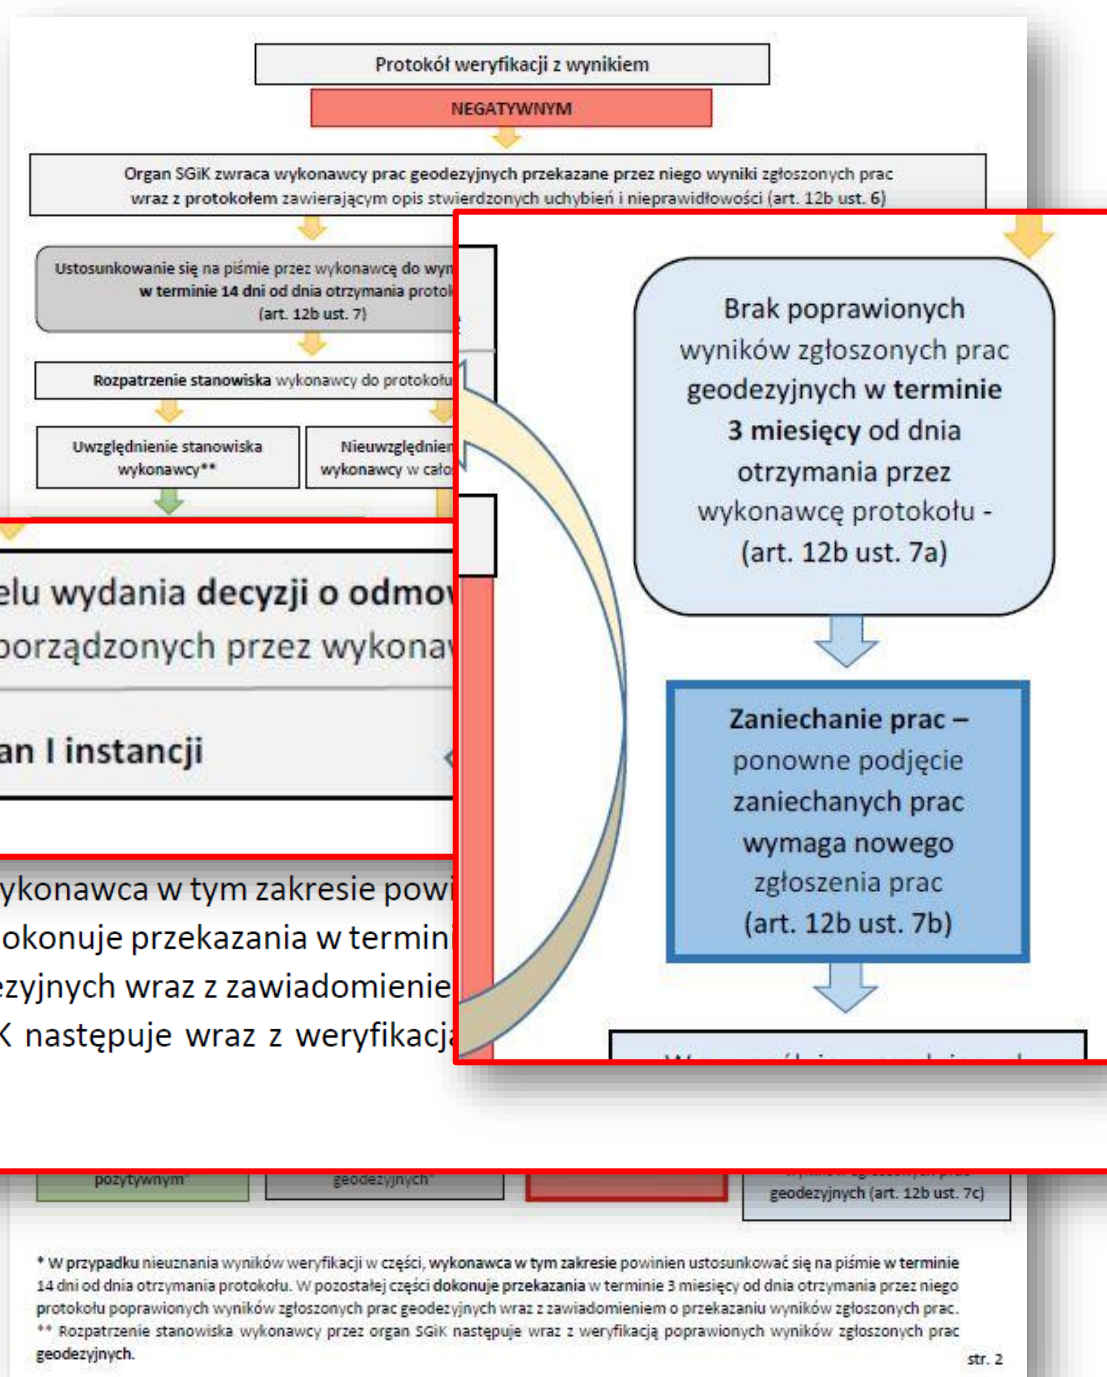 Protokół weryfikacji z wynikiem
NEGATYWNYM
Organ SGiK zwraca wykonawcy prac geodezyjnych przekazane przez niego wyniki zgłoszonych prac
wraz z protokołem zawierającym opis stwierdzonych uchybień i nieprawidłowości (art. 12b ust. 6)
Ustosunkowanie się na piśmie przez wykonawcę do
w terminie 14 dni od dnia otrzymania
(art. 12b ust. 7)
Rozpatrzenie stanowiska wykonawcy do protokołu
Uwzględnienie stanowiska
wykonawcy**
wykonawcy w
Brak poprawionych
wyników zgłoszonych prac
geodezyjnych w terminie
3 miesięcy od dnia
otrzymania przez
wykonawcę protokołu -
(art. 12b ust. 7a)
Zaniechanie prac –
ponowne podjęcie
zaniechanych prac
wymaga nowego
zgłoszenia prac
(art. 12b ust. 7b)
elu wydania decyzji o odmo
porządzonych przez wykona
an I instancji
ykonawca w tym zakresie powi
okonuje przekazania w termini
ezyjnych wraz z zawiadomienie
K następuje wraz z weryfikacją
pozytywnym*
geodezyjnych*
geodezyjnych (art. 12b ust. 7c)
* W przypadku nieuznania wyników weryfikacji w części, wykonawca w tym zakresie powinien ustosunkować się na piśmie w terminie
14 dni od dnia otrzymania protokołu. W pozostałej części dokonuje przekazania w terminie 3 miesięcy od dnia otrzymania przez niego
protokołu poprawionych wyników zgłoszonych prac geodezyjnych wraz z zawiadomieniem o przekazaniu wyników zgłoszonych prac.
** Rozpatrzenie stanowiska wykonawcy przez organ SGiK następuje wraz z weryfikacją poprawionych wyników zgłoszonych prac
geodezyjnych.
str. 2